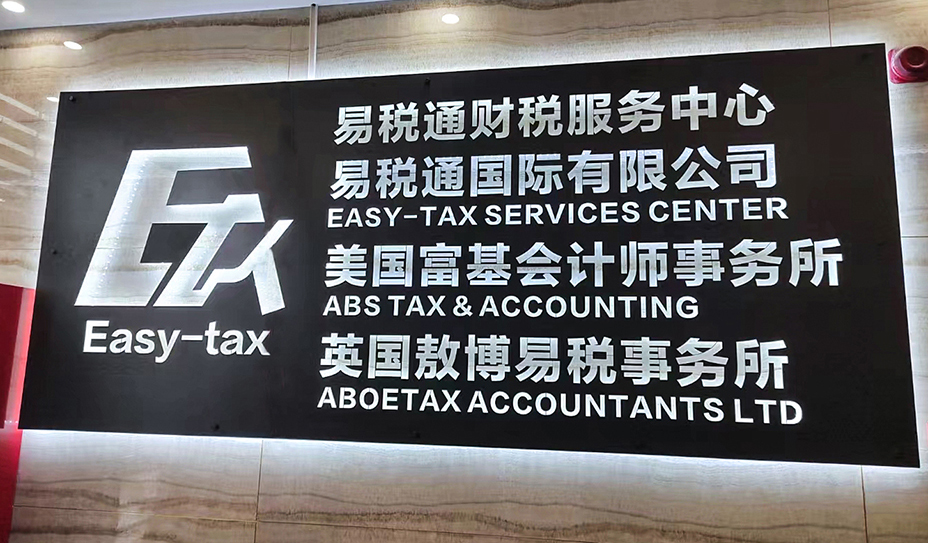 ETX
Easy-tax
易税通财税服务中心
易税通国际有限公司
EASY-TAX SERVICES CENTER
美国富基会计师事务所
ABS TAX & ACCOUNTING
英国敖博易税事务所
ABOETAX ACCOUNTANTS LTD